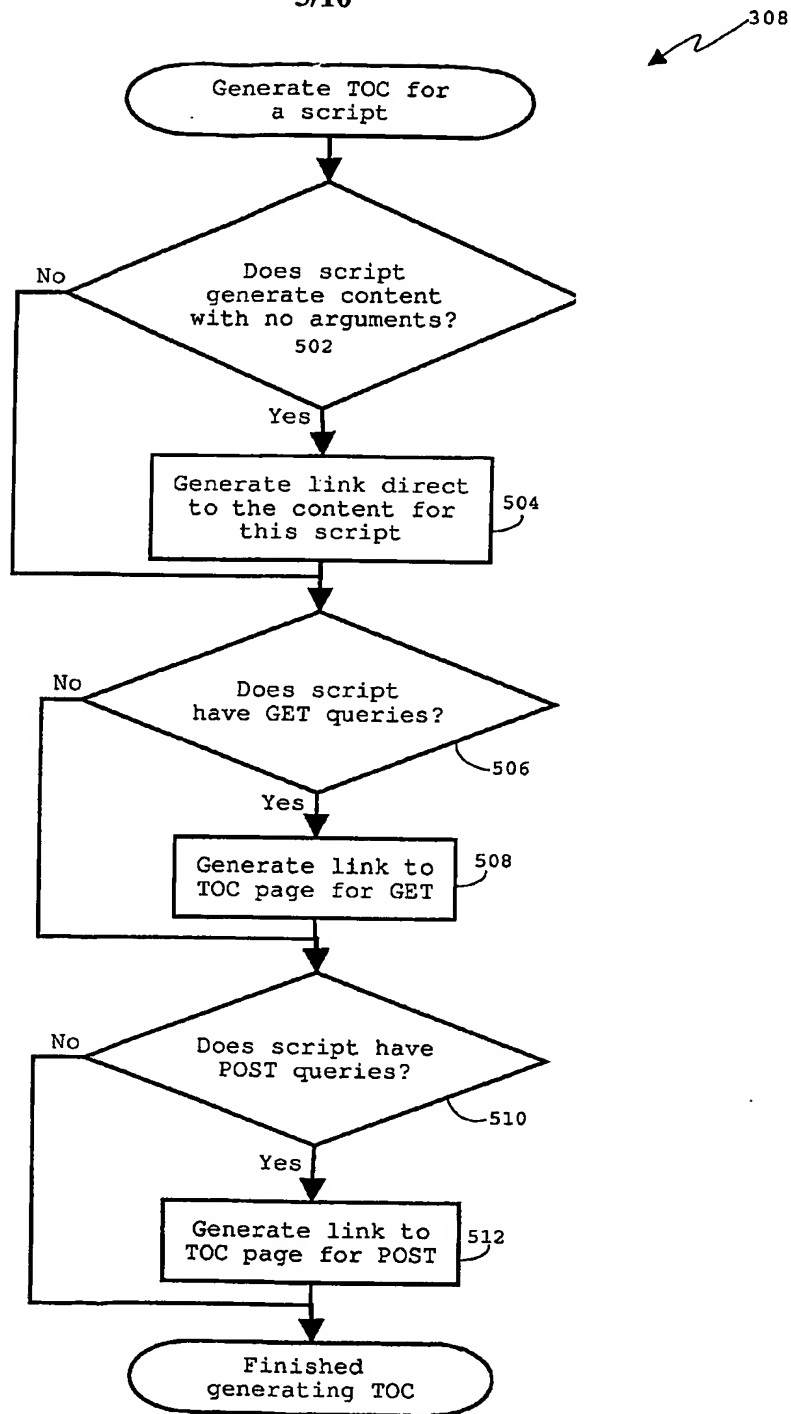 308
Generate TOC for
a script
No
Does script
generate content
with no arguments?
502
Yes
Generate link direct
to the content for
this script
504
No
Does script
have GET queries?
506
Yes
Generate link to
TOC page for GET
508
No
Does script have
POST queries?
510
Yes
Generate link to
TOC page for POST
512
Finished
generating TOC